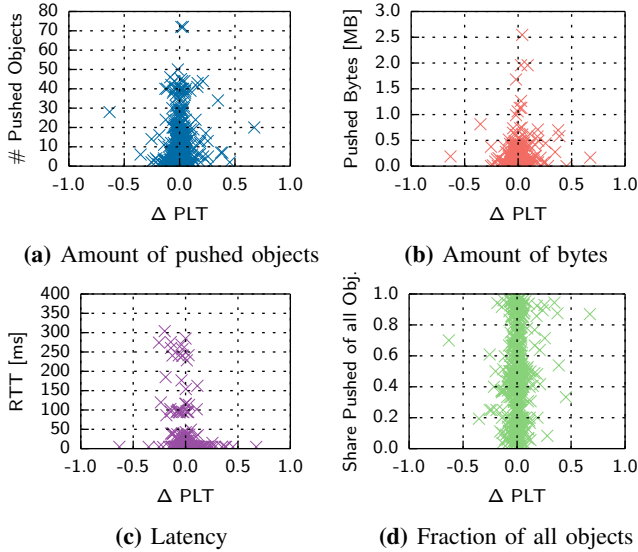 80
70
60
50
40
30
20
10
0
# Pushed Objects
-1.0 -0.5 0.0 0.5 1.0
Δ PLT
(a) Amount of pushed objects
3.0
2.5
2.0
1.5
1.0
0.5
0.0
Pushed Bytes [MB]
-1.0 -0.5 0.0 0.5 1.0
Δ PLT
(b) Amount of bytes
400
350
300
250
200
150
100
50
0
RTT [ms]
-1.0 -0.5 0.0 0.5 1.0
Δ PLT
(c) Latency
1.0
0.8
0.6
0.4
0.2
0.0
Share Pushed of all Obj.
-1.0 -0.5 0.0 0.5 1.0
Δ PLT
(d) Fraction of all objects